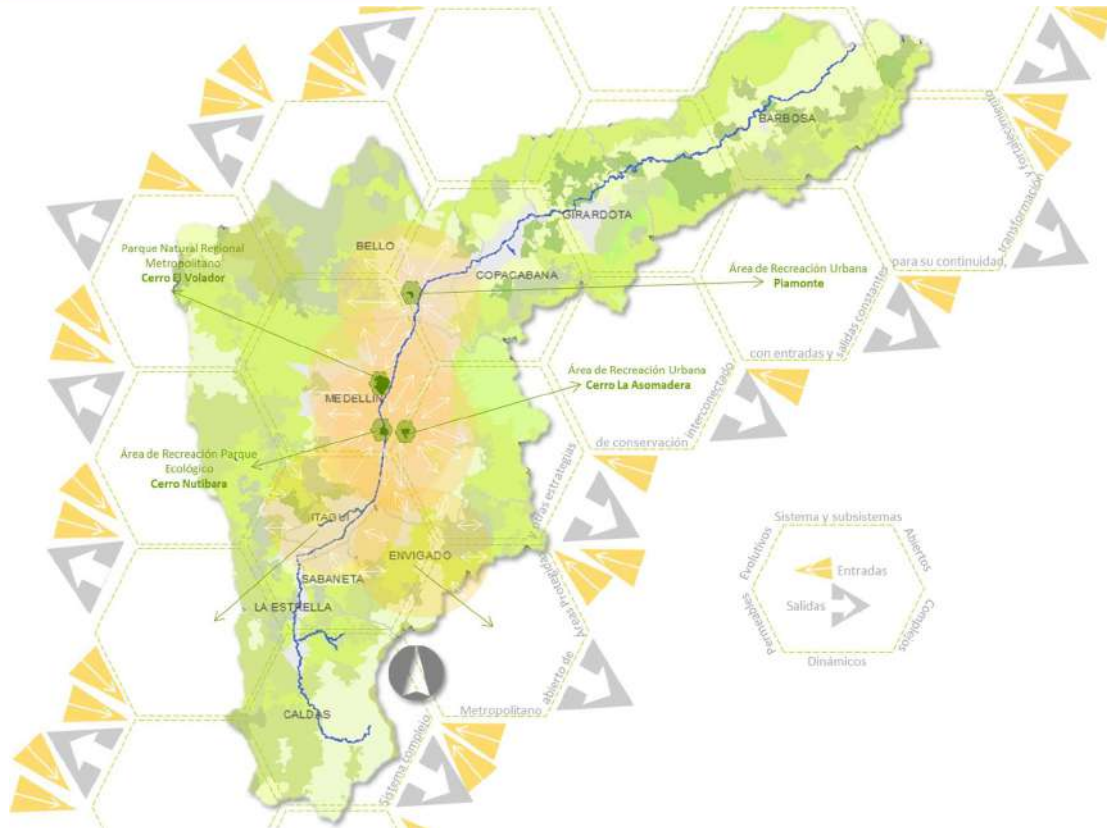 BARBOSA
GIRARDOTA
COPACABANA
BELLO
Parque Natural Regional
Metropolitano
Cerro El Volador
Área de Recreación Urbana
Piamonte
MEDELLIN
Área de Recreación Urbana
Cerro La Asomadera
Área de Recreación Parque
Ecológico
Cerro Nutibara
ITAGUI
ENVIGADO
SABANETA
LA ESTRELLA
CALDAS
Sistema complejo
Metropolitano
abierto de
Áreas Protegidas
otras estrategias
de conservación
interconectado
con entradas y
salidas constantes
para su continuidad,
transformación
y fortalecimiento
Sistema y subsistemas
Abiertos
Complejos
Dinámicos
Permeables
Evolutivos
Entradas
Salidas